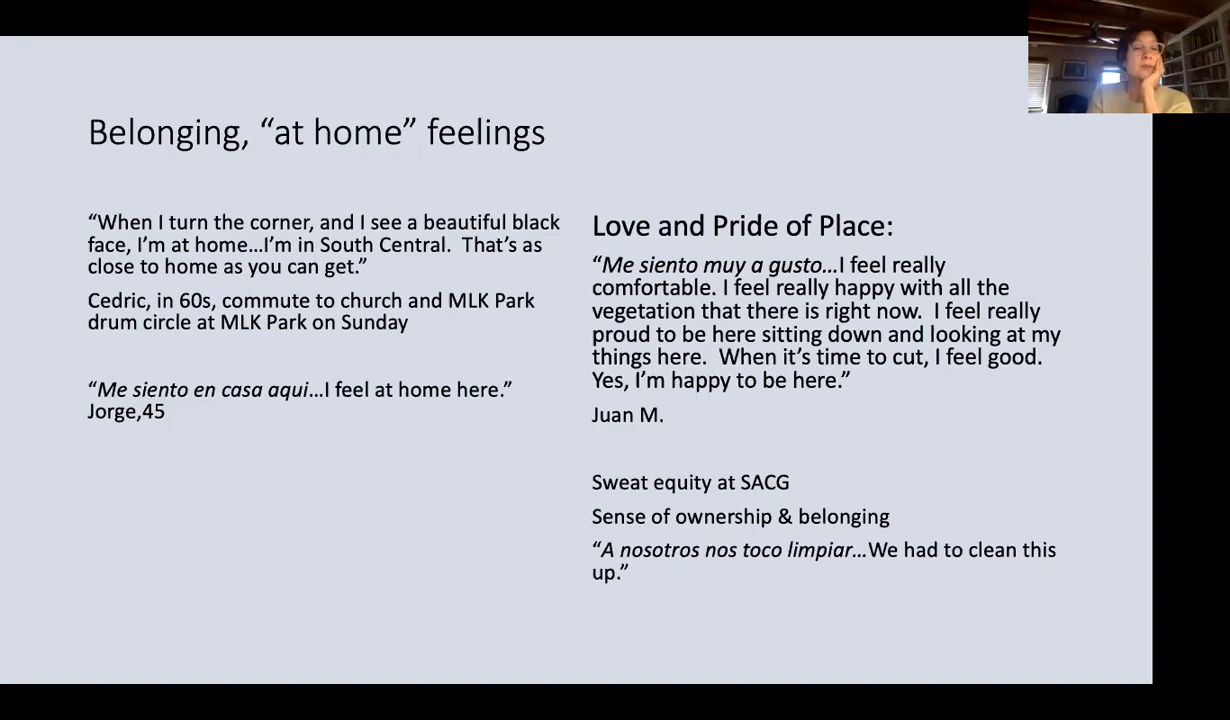 Belonging, “at home” feelings
“When I turn the corner, and I see a beautiful black
face, I’m at home…I’m in South Central.  That’s as
close to home as you can get.”
Cedric, in 60s, commute to church and MLK Park
drum circle at MLK Park on Sunday
“Me siento en casa aqui…I feel at home here.”
Jorge,45
Love and Pride of Place:
“Me siento muy a gusto…I feel really
comfortable. I feel really happy with all the
vegetation that there is right now.  I feel really
proud to be here sitting down and looking at my
things here.  When it’s time to cut, I feel good.
Yes, I’m happy to be here.”
Juan M.
Sweat equity at SACG
Sense of ownership & belonging
“A nosotros nos toco limpiar…We had to clean this
up.”